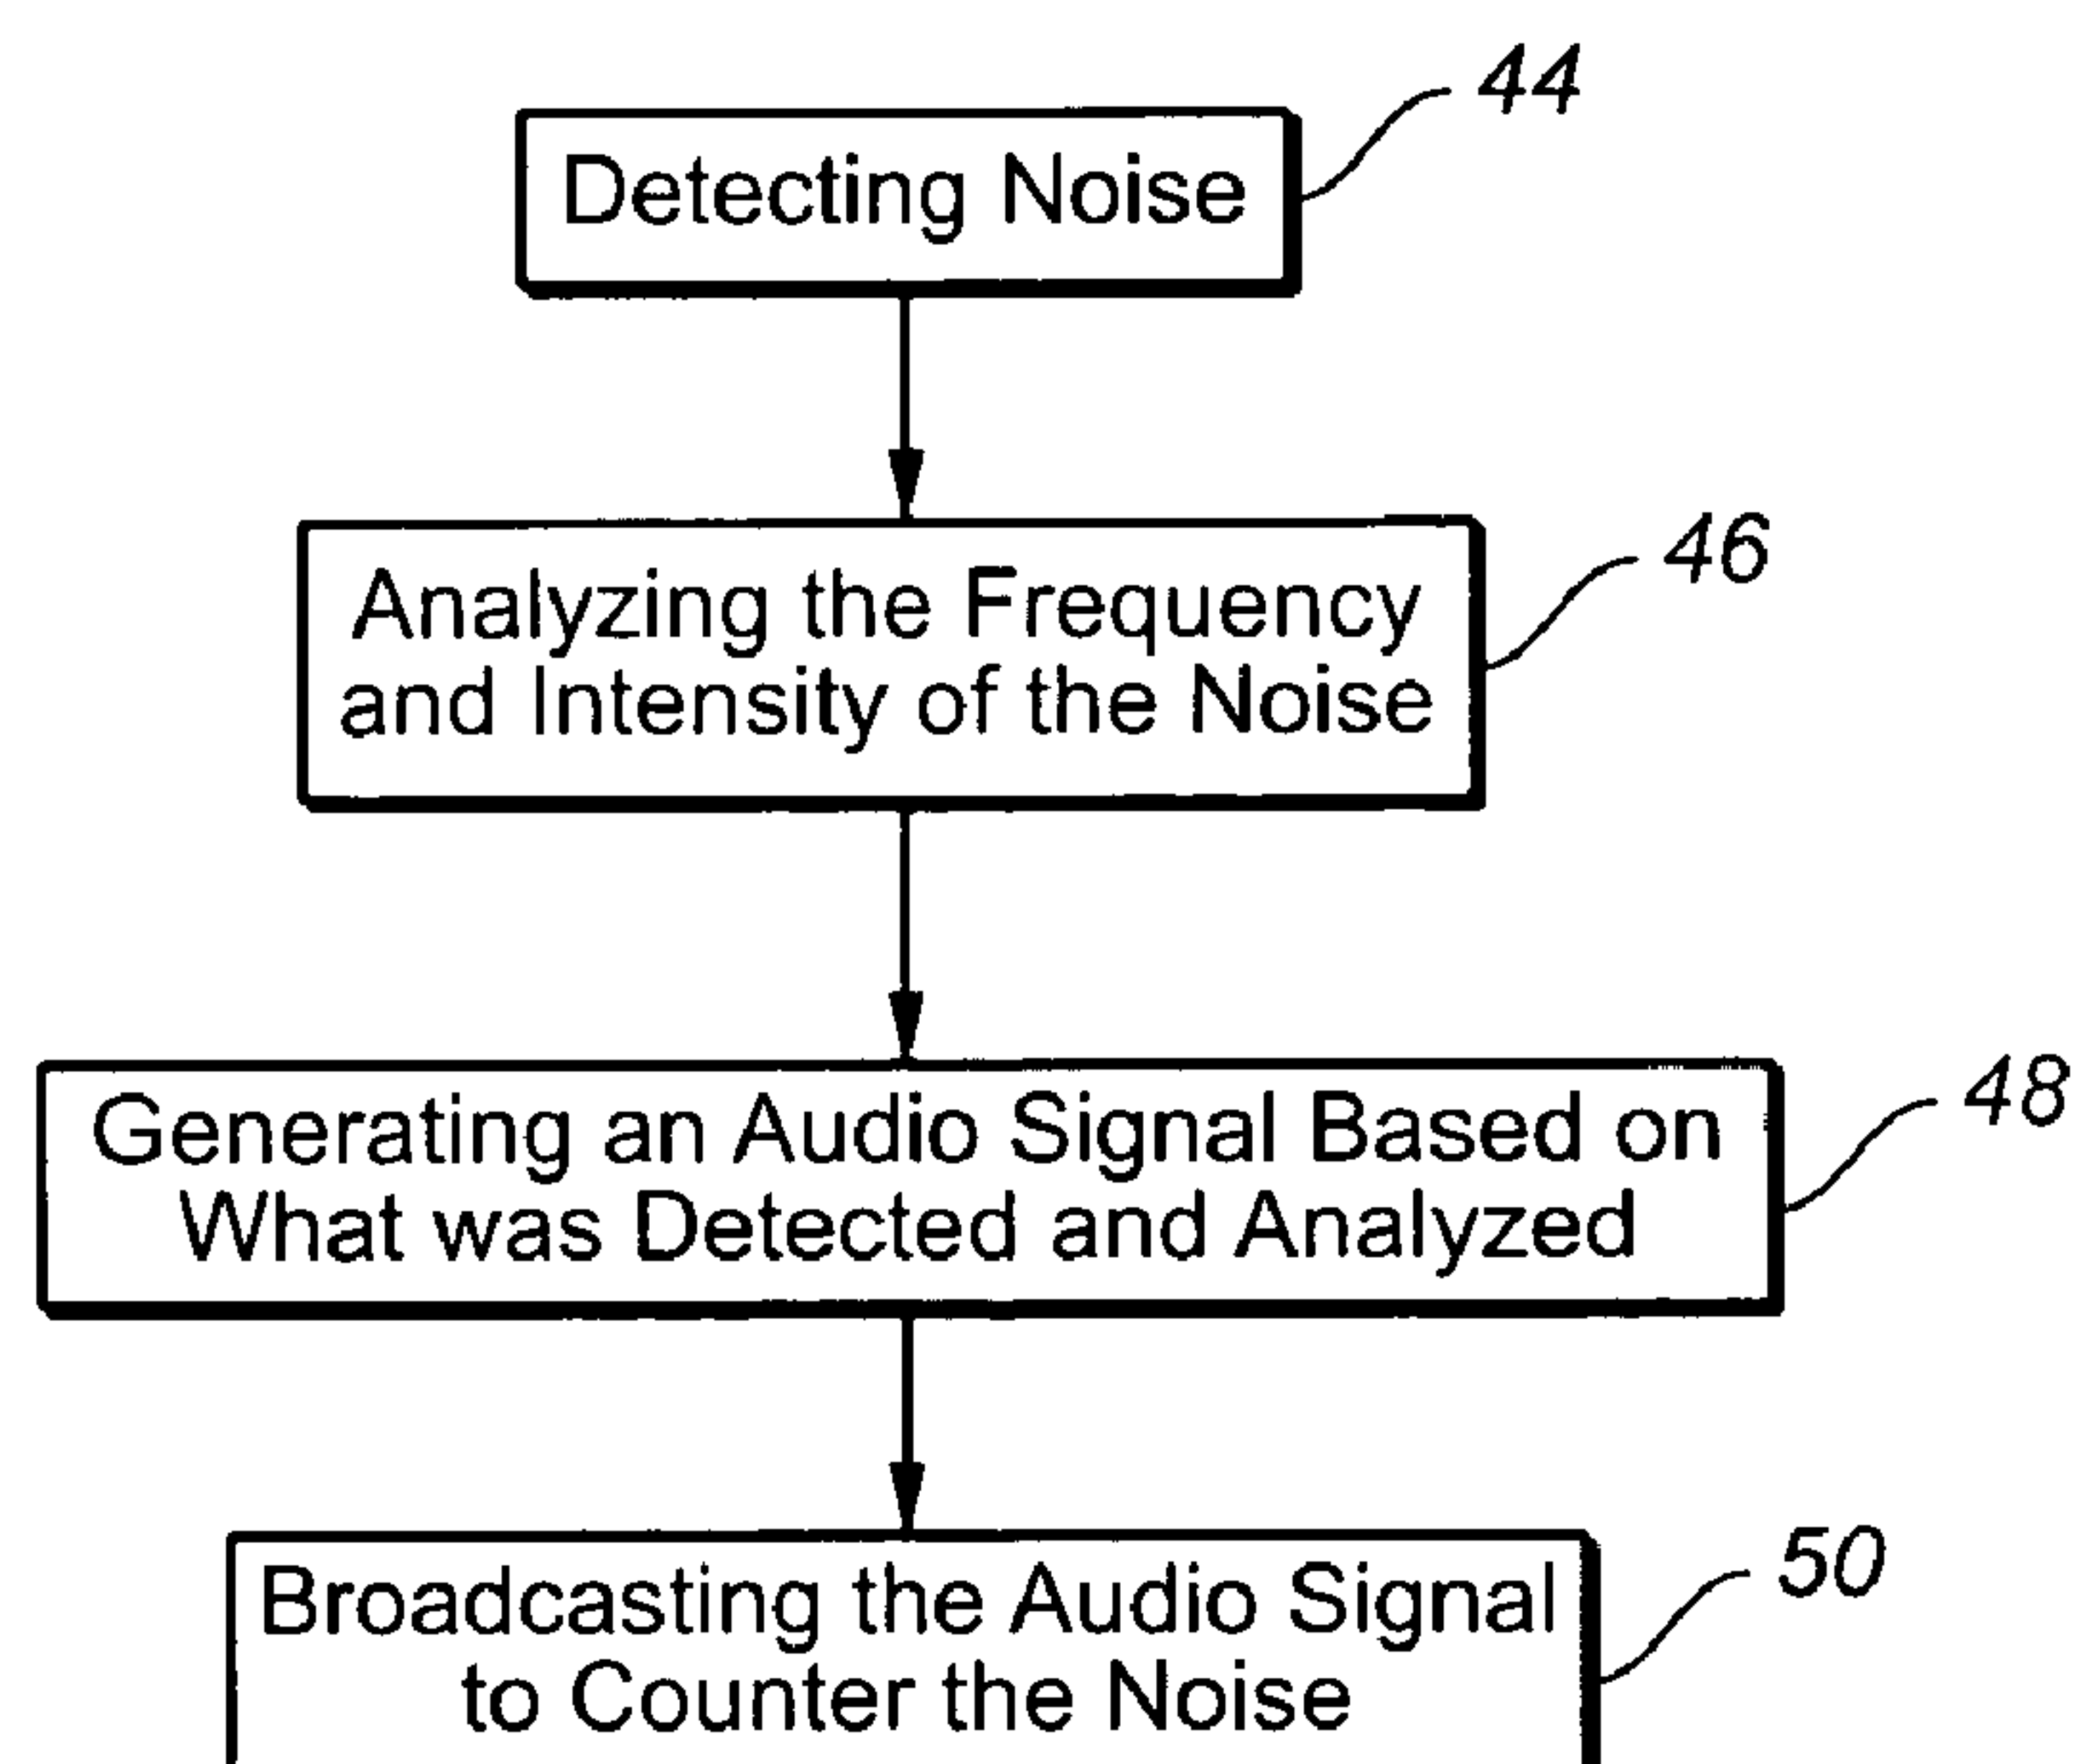 44
Detecting Noise
46
Analyzing the Frequency
and Intensity of the Noise
48
Generating an Audio Signal Based on
What was Detected and Analyzed
50
Broadcasting the Audio Signal
to Counter the Noise